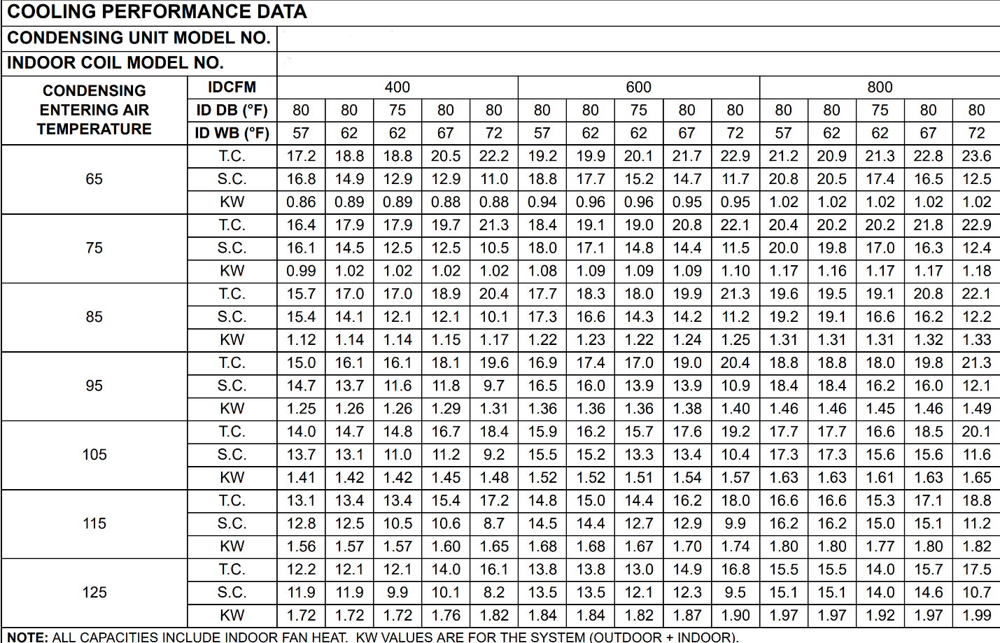 COOLING PERFORMANCE DATA
CONDENSING UNIT MODEL NO.
INDOOR COIL MODEL NO.
CONDENSING ENTERING AIR TEMPERATURE IDCFM 400 600 800
ID DB (°F) 80 80 75 80 80 80 80 75 80 80 80 80 75 80 80
ID WB (°F) 57 62 62 67 72 57 62 62 67 72 57 62 62 67 72
65 T.C. 17.2 18.8 18.8 20.5 22.2 19.2 19.9 20.1 21.7 22.9 21.2 20.9 21.3 22.8 23.6
S.C. 16.8 14.9 12.9 12.9 11.0 18.8 17.7 15.2 14.7 11.7 20.8 20.5 17.4 16.5 12.5
KW 0.86 0.89 0.89 0.88 0.88 0.94 0.96 0.96 0.95 0.95 1.02 1.02 1.02 1.02 1.02
75 T.C. 16.4 17.9 17.9 19.7 21.3 18.4 19.1 19.0 20.8 22.1 20.4 20.2 20.2 21.8 22.9
S.C. 16.1 14.5 12.5 12.5 10.5 18.0 17.1 14.8 14.4 11.5 20.0 19.8 17.0 16.3 12.4
KW 0.99 1.02 1.02 1.02 1.02 1.08 1.09 1.09 1.09 1.10 1.17 1.16 1.17 1.17 1.18
85 T.C. 15.7 17.0 17.0 18.9 20.4 17.7 18.3 18.0 19.9 21.3 19.6 19.5 19.1 20.8 22.1
S.C. 15.4 14.1 12.1 12.1 10.1 17.3 16.6 14.3 14.2 11.2 19.2 19.1 16.6 16.2 12.2
KW 1.12 1.14 1.14 1.15 1.17 1.22 1.23 1.22 1.24 1.25 1.31 1.31 1.31 1.32 1.33
95 T.C. 15.0 16.1 16.1 18.1 19.6 16.9 17.4 17.0 19.0 20.4 18.8 18.8 18.0 19.8 21.3
S.C. 14.7 13.7 11.6 11.8 9.7 16.5 16.0 13.9 13.9 10.9 18.4 18.4 16.2 16.0 12.1
KW 1.25 1.26 1.26 1.29 1.31 1.36 1.36 1.36 1.38 1.40 1.46 1.46 1.45 1.46 1.49
105 T.C. 14.0 14.7 14.8 16.7 18.4 15.9 16.2 15.7 17.6 19.2 17.7 17.7 16.6 18.5 20.1
S.C. 13.7 13.1 11.0 11.2 9.2 15.5 15.2 13.3 13.4 10.4 17.3 17.3 15.6 15.6 11.6
KW 1.41 1.42 1.42 1.45 1.48 1.52 1.52 1.51 1.54 1.57 1.63 1.63 1.61 1.63 1.65
115 T.C. 13.1 13.4 13.4 15.4 17.2 14.8 15.0 14.4 16.2 18.0 16.6 16.6 15.3 17.1 18.8
S.C. 12.8 12.5 10.5 10.6 8.7 14.5 14.4 12.7 12.9 9.9 16.2 16.2 15.0 15.1 11.2
KW 1.56 1.57 1.57 1.60 1.65 1.68 1.68 1.67 1.70 1.74 1.80 1.80 1.77 1.80 1.82
125 T.C. 12.2 12.1 12.1 14.0 16.1 13.8 13.8 13.0 14.9 16.8 15.5 15.5 14.0 15.7 17.5
S.C. 11.9 11.9 9.9 10.1 8.2 13.5 13.5 12.1 12.3 9.5 15.1 15.1 14.0 14.6 10.7
KW 1.72 1.72 1.72 1.76 1.82 1.84 1.84 1.82 1.87 1.90 1.97 1.97 1.92 1.97 1.99
NOTE: ALL CAPACITIES INCLUDE INDOOR FAN HEAT. KW VALUES ARE FOR THE SYSTEM (OUTDOOR + INDOOR).